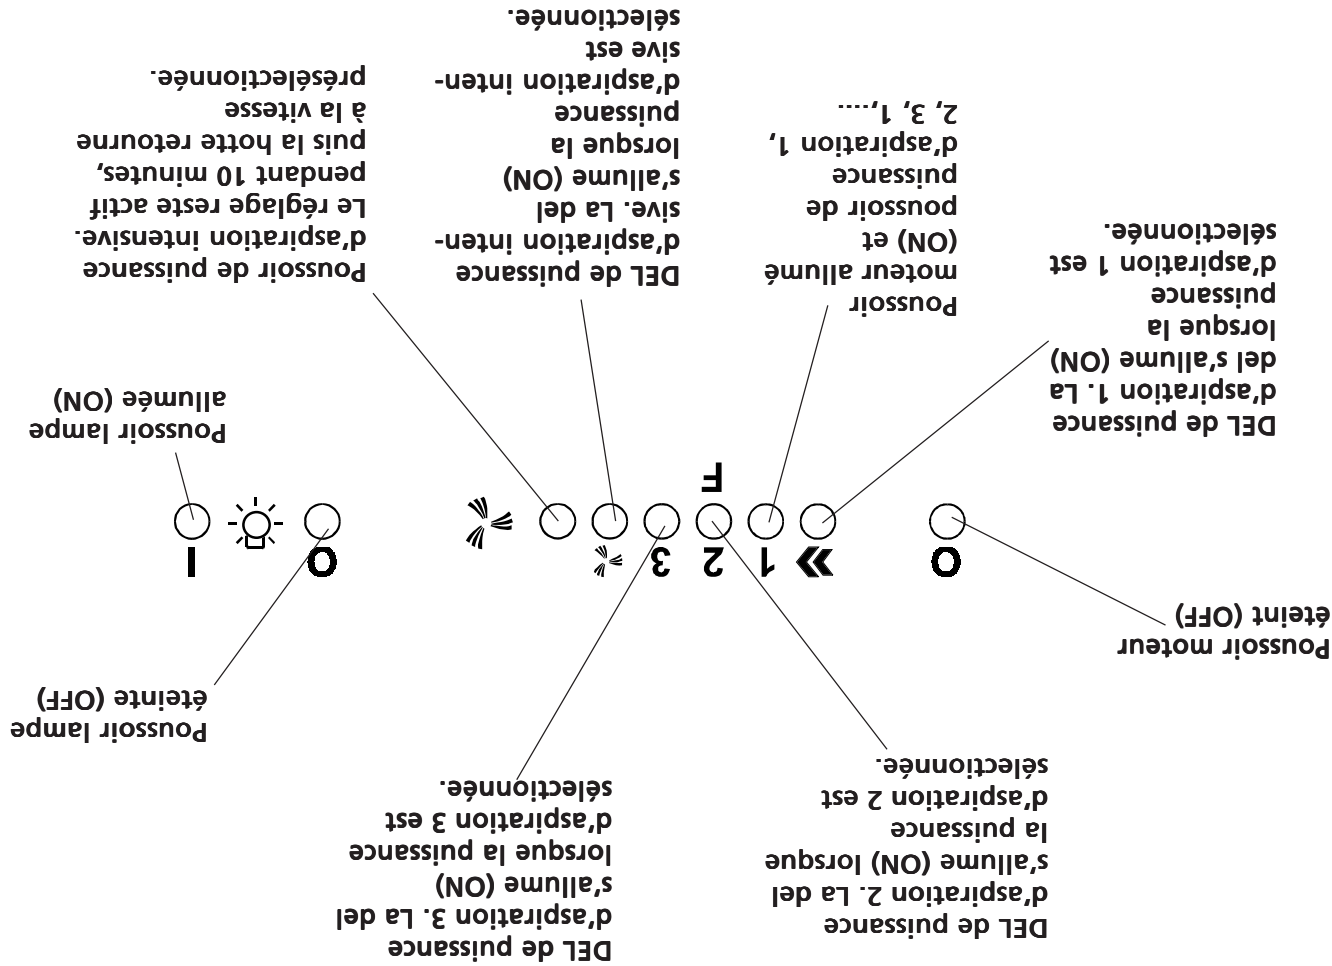 DEL de puissance
d'aspiration 2. La del
s'allume (ON) lorsque
la puissance
d'aspiration 2 est
sélectionnée.
DEL de puissance
d'aspiration 3. La del
s'allume (ON)
lorsque la puissance
d'aspiration 3 est
sélectionnée.
Poussoir lampe
éteinte (OFF)
Poussoir moteur
éteint (OFF)
O » 1 2 3 O I
F
Poussoir lampe
allumée (ON)
DEL de puissance
d'aspiration 1. La
del s'allume (ON)
lorsque la
puissance
d'aspiration 1 est
sélectionnée.
Poussoir
moteur allumé
(ON) et
poussoir de
puissance
d'aspiration 1,
2, 3, 1,....
DEL de puissance
d'aspiration inten-
sive. La del
s'allume (ON)
lorsque la
puissance
d'aspiration inten-
sive est
sélectionnée.
Poussoir de puissance
d'aspiration intensive.
Le réglage reste actif
pendant 10 minutes,
puis la hotte retourne
à la vitesse
présélectionnée.